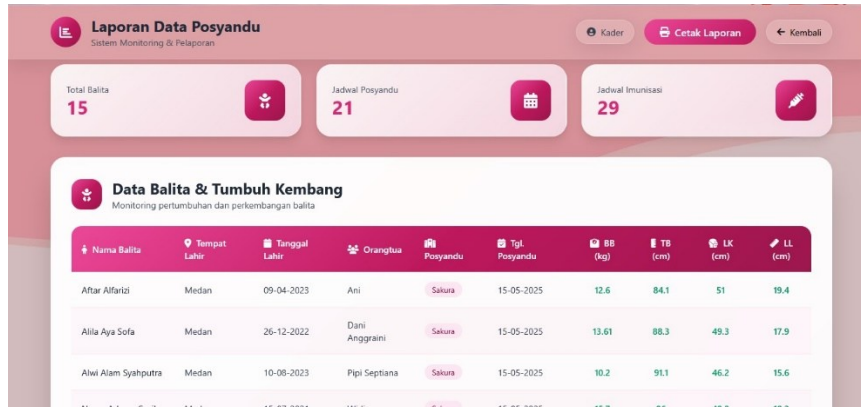 Laporan Data Posyandu
Sistem Monitoring & Pelaporan
Kader
Cetak Laporan
Kembali
Total Balita
15
Jadwal Posyandu
21
Jadwal Imunisasi
29
Data Balita & Tumbuh Kembang
Monitoring pertumbuhan dan perkembangan balita
Nama Balita Tempat Lahir Tanggal Lahir Orangtua Posyandu Tgl. Posyandu BB (kg) TB (cm) LK (cm) LL (cm)
Aftar Alfarizi Medan 09-04-2023 Ani Sakura 15-05-2025 12.6 84.1 51 19.4
Alila Aya Sofa Medan 26-12-2022 Dani Anggraini Sakura 15-05-2025 13.61 88.3 49.3 17.9
Alwi Alam Syahputra Medan 10-08-2023 Pipi Septiana Sakura 15-05-2025 10.2 91.1 46.2 15.6